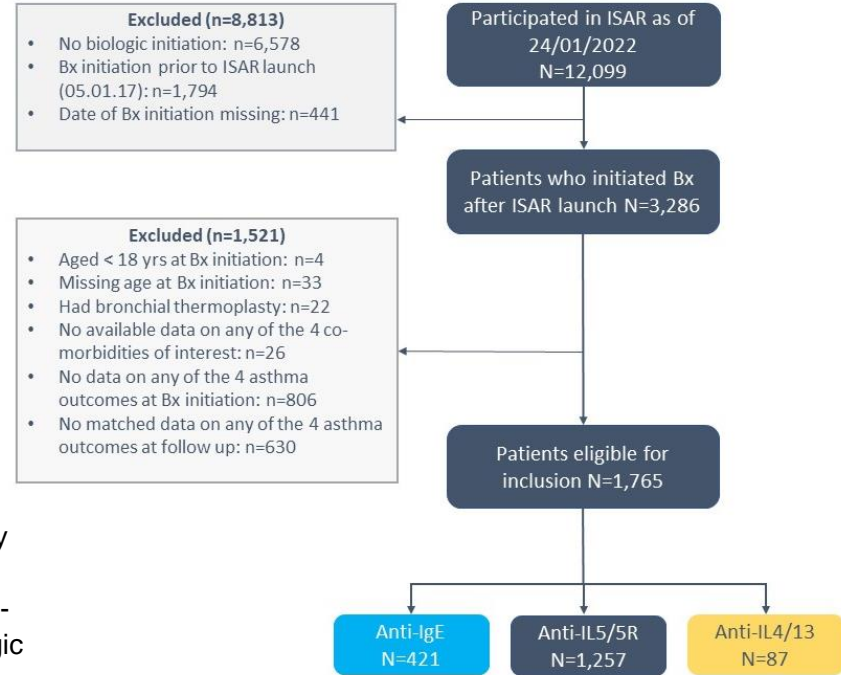 Excluded (n=8,813)
• No biologic initiation: n=6,578
• Bx initiation prior to ISAR launch
(05.01.17): n=1,794
• Date of Bx initiation missing: n=441
Participated in ISAR as of
24/01/2022
N=12,099
Patients who initiated Bx
after ISAR launch N=3,286
Excluded (n=1,521)
• Aged < 18 yrs at Bx initiation: n=4
• Missing age at Bx initiation: n=33
• Had bronchial thermoplasty: n=22
• No available data on any of the 4 co-
morbidities of interest: n=26
• No data on any of the 4 asthma
outcomes at Bx initiation: n=806
• No matched data on any of the 4 asthma
outcomes at follow up: n=630
Patients eligible for
inclusion N=1,765
y
-
gic
Anti-IgE
N=421
Anti-IL5/5R
N=1,257
Anti-IL4/13
N=87